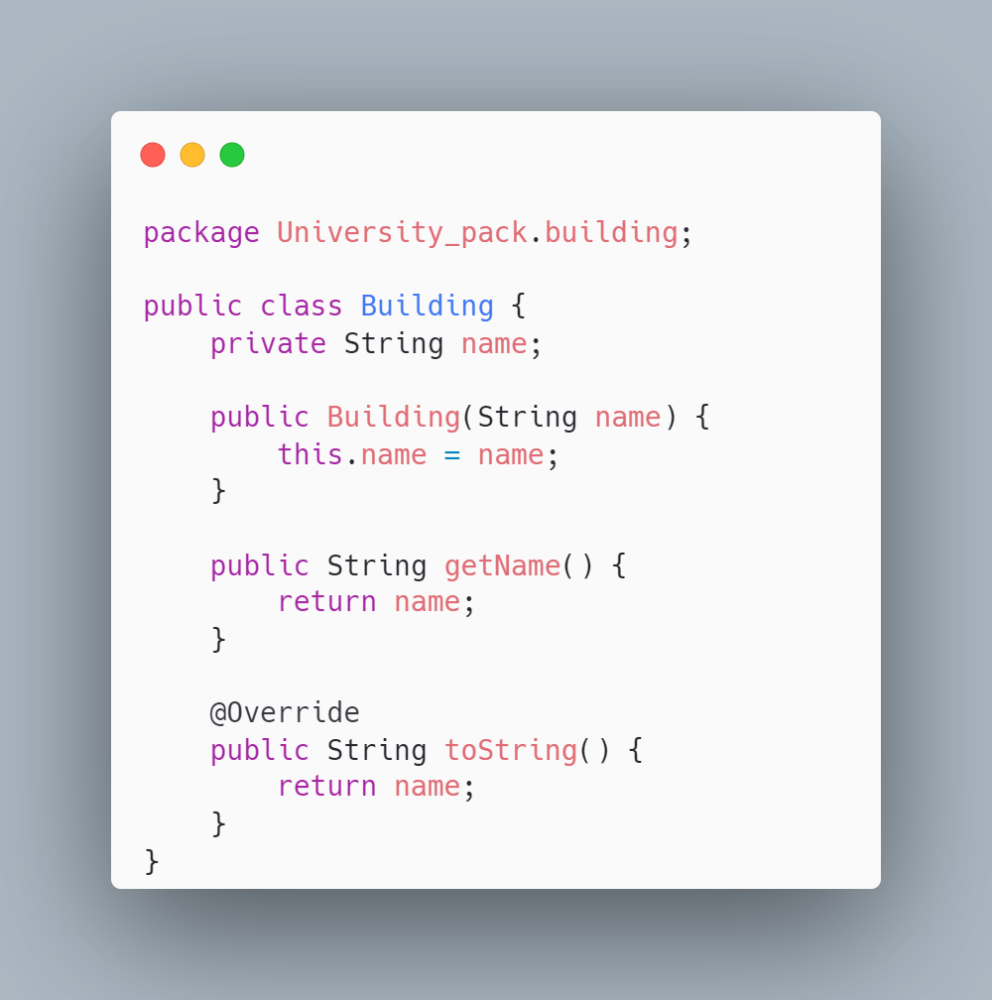 package University_pack.building;

public class Building {
    private String name;

    public Building(String name) {
        this.name = name;
    }

    public String getName() {
        return name;
    }

    @Override
    public String toString() {
        return name;
    }
}